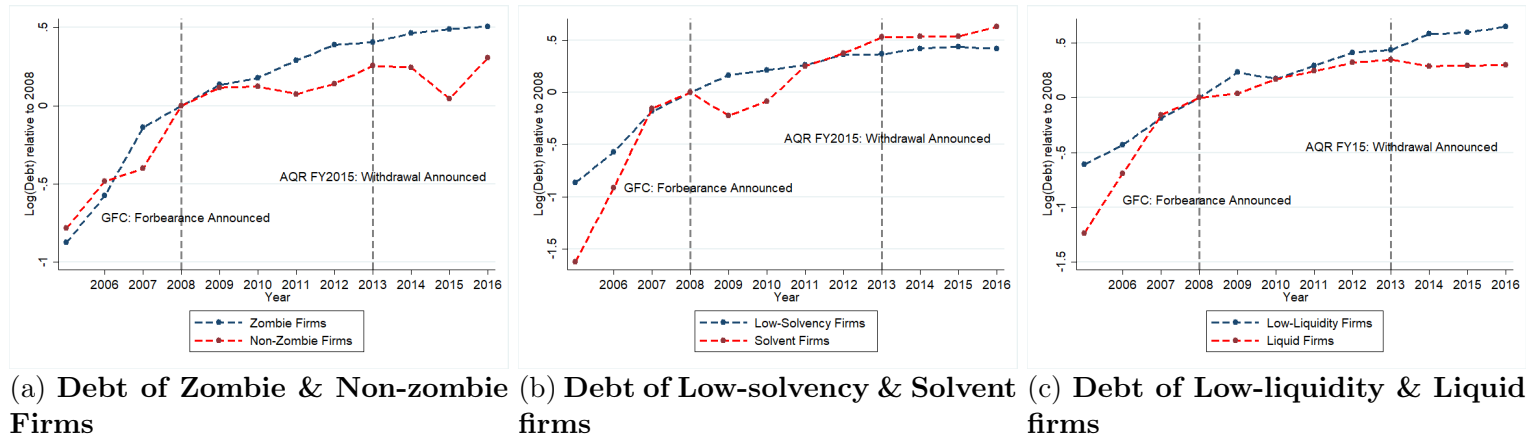 Log(Debt) relative to 2008
.5
0
-.5
-1
GFC: Forbearance Announced
AQR FY2015: Withdrawal Announced
2006 2007 2008 2009 2010 2011 2012 2013 2014 2015 2016
Year
Zombie Firms
Non-Zombie Firms
(a) Debt of Zombie & Non-zombie
Firms
Log(Debt) relative to 2008
.5
0
-.5
-1
-1.5
AQR FY2015: Withdrawal Announced
GFC: Forbearance Announced
2006 2007 2008 2009 2010 2011 2012 2013 2014 2015 2016
Year
Low-Solvency Firms
Solvent Firms
(b) Debt of Low-solvency & Solvent
firms
Log(Debt) relative to 2008
.5
0
-.5
-1
-1.5
AQR FY15: Withdrawal Announced
GFC: Forbearance Announced
2006 2007 2008 2009 2010 2011 2012 2013 2014 2015 2016
Year
Low-Liquidity Firms
Liquid Firms
(c) Debt of Low-liquidity & Liquid
firms